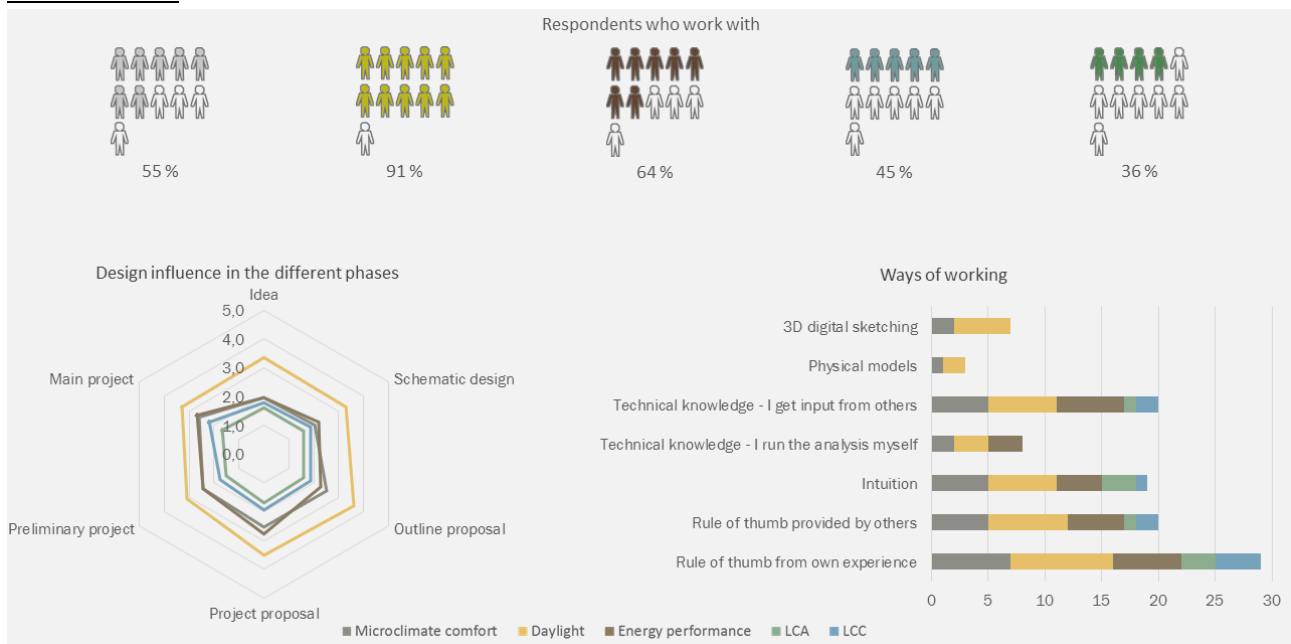 Respondents who work with
55 %
91 %
64 %
45 %
36 %
Design influence in the different phases
Idea
5,0
4,0
3,0
2,0
1,0
0,0
Main project
Schematic design
Preliminary project
Outline proposal
Project proposal
Ways of working
3D digital sketching
Physical models
Technical knowledge - I get input from others
Technical knowledge - I run the analysis myself
Intuition
Rule of thumb provided by others
Rule of thumb from own experience
0 5 10 15 20 25 30
Microclimate comfort Daylight Energy performance LCA LCC